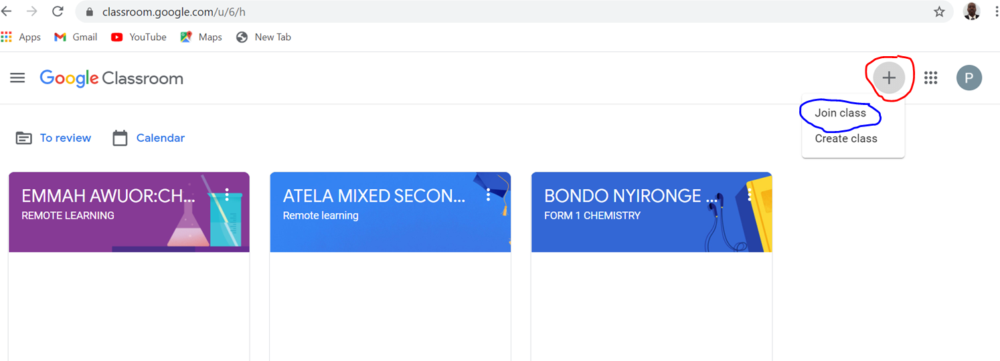 classroom.google.com/u/6/h
Apps Gmail YouTube Maps New Tab
Google Classroom + P
Join class
Create class
To review Calendar
EMMAH AWUOR:CH... ATELA MIXED SECON... BONDO NYIRONGE ...
REMOTE LEARNING Remote learning FORM 1 CHEMISTRY